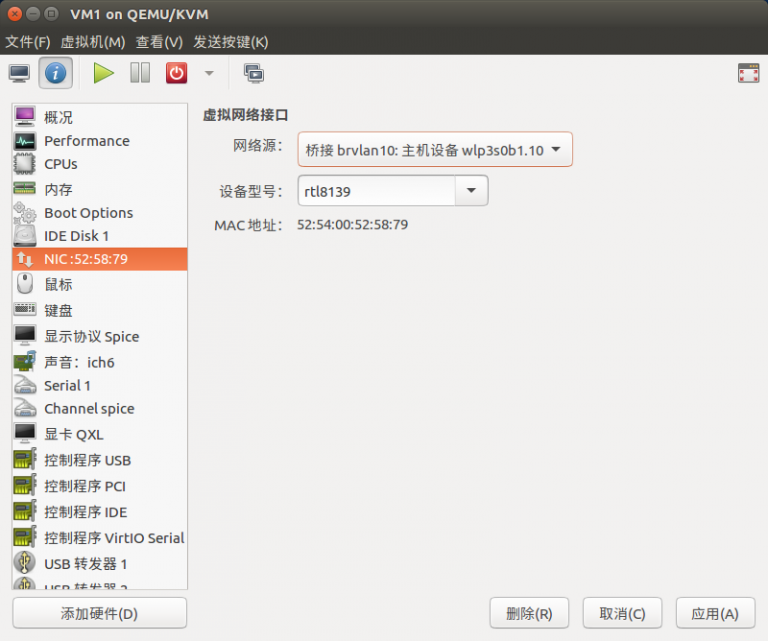 VM1 on QEMU/KVM
文件(F) 虚拟机(M) 查看(V) 发送按键(K)
概况
Performance
CPUs
内存
Boot Options
IDE Disk 1
NIC :52:58:79
鼠标
键盘
显示协议 Spice
声音：ich6
Serial 1
Channel spice
显卡 QXL
控制程序 USB
控制程序 PCI
控制程序 IDE
控制程序 VirtIO Serial
USB 转发器 1
USB 转发器 2
添加硬件(D)
虚拟网络接口
网络源： 桥接 brvlan10: 主机设备 wlp3s0b1.10
设备型号： rtl8139
MAC 地址： 52:54:00:52:58:79
删除(R) 取消(C) 应用(A)